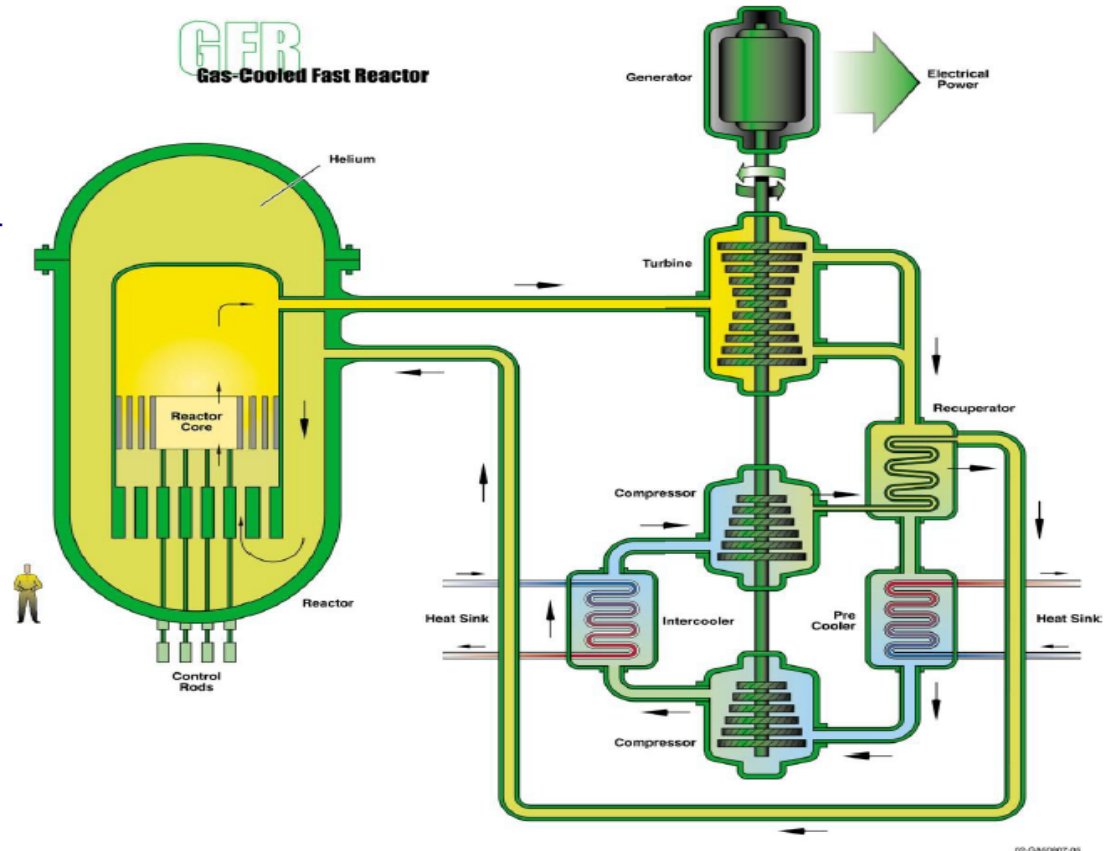 GFR
Gas-Cooled Fast Reactor
Generator
Electrical
Power
Helium
Turbine
Recuperator
Reactor
Core
Compressor
Reactor
Heat Sink
Intercooler
Pre
Cooler
Heat Sink
Control
Rods
Compressor